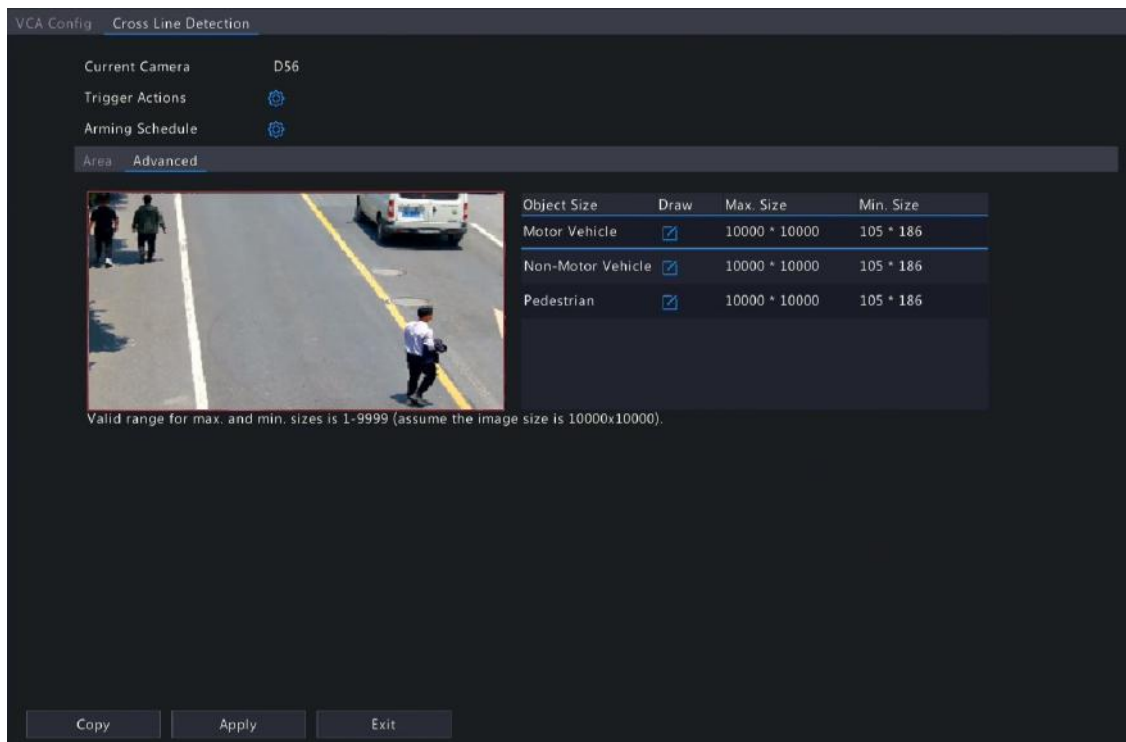 VCA Config Cross Line Detection
Current Camera D56
Trigger Actions
Arming Schedule
Area Advanced
Object Size Draw Max. Size Min. Size
Motor Vehicle 10000 * 10000 105 * 186
Non-Motor Vehicle 10000 * 10000 105 * 186
Pedestrian 10000 * 10000 105 * 186
Valid range for max. and min. sizes is 1-9999 (assume the image size is 10000x10000).
Copy Apply Exit